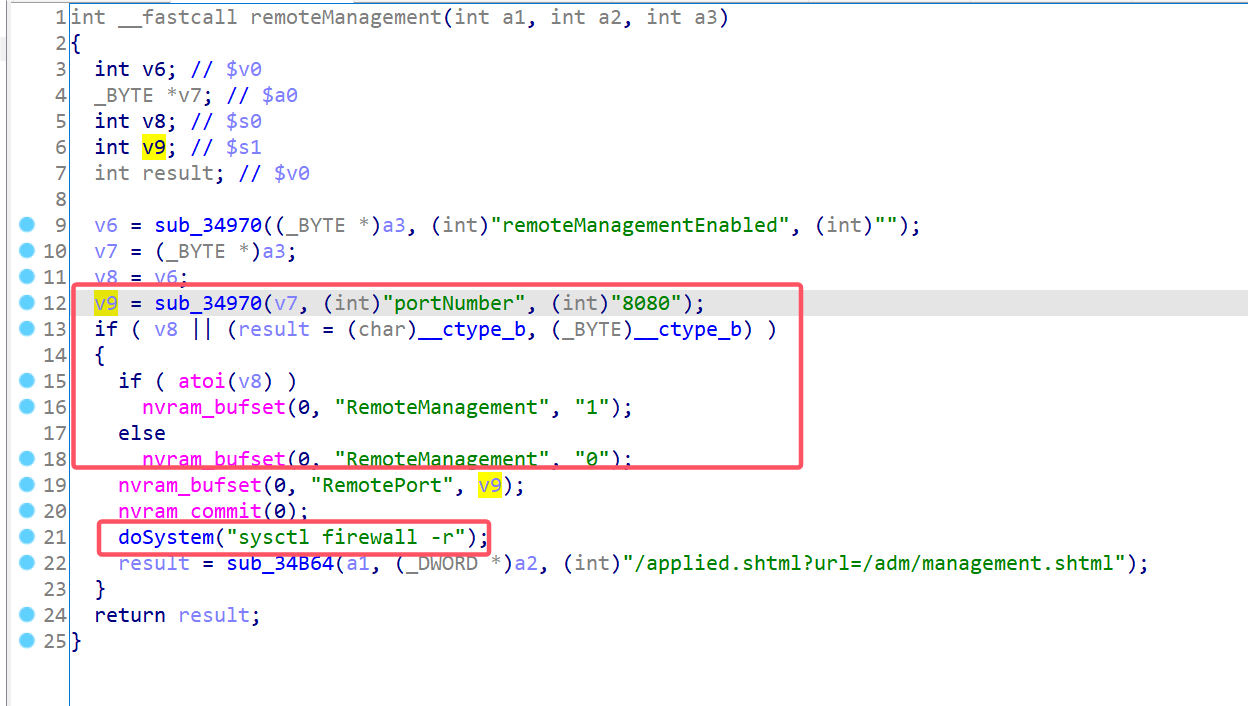 1 int __fastcall remoteManagement(int a1, int a2, int a3)
2 {
3   int v6; // $v0
4   _BYTE *v7; // $a0
5   int v8; // $s0
6   int v9; // $s1
7   int result; // $v0
8
9   v6 = sub_34970((_BYTE *)a3, (int)"remoteManagementEnabled", (int)"");
10   v7 = (_BYTE *)a3;
11   v8 = v6;
12   v9 = sub_34970(v7, (int)"portNumber", (int)"8080");
13   if ( v8 || (result = (char)__ctype_b, (_BYTE)__ctype_b) )
14   {
15     if ( atoi(v8) )
16       nvram_bufset(0, "RemoteManagement", "1");
17     else
18       nvram_bufset(0, "RemoteManagement", "0");
19     nvram_bufset(0, "RemotePort", v9);
20     nvram_commit(0);
21     doSystem("sysctl firewall -r");
22     result = sub_34B64(a1, (_DWORD *)a2, (int)"/applied.shtml?url=/adm/management.shtml");
23   }
24   return result;
25 }